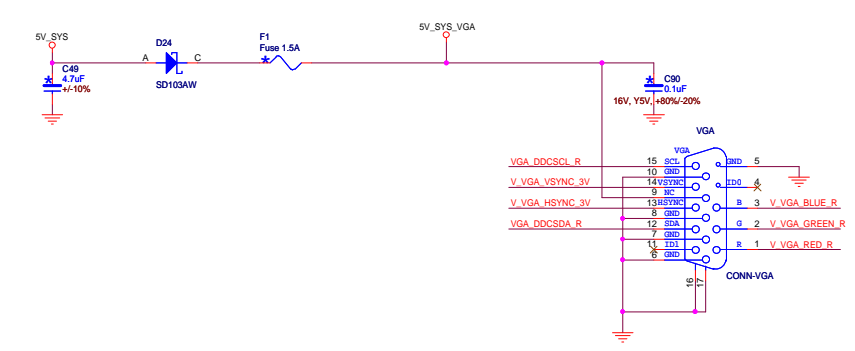 5V_SYS
D24
A
C
SD103AW
C49
4.7uF
+/-10%
F1
Fuse 1.5A
5V_SYS_VGA
C90
0.1uF
16V, Y5V, +80%/-20%
VGA
VGA
VGA_DDCSCL_R 15 SCL GND 5
10 GND
V_VGA_VSYNC_3V 14 VSYNC ID0 4
9 NC
V_VGA_HSYNC_3V 13 HSYNC B 3 V_VGA_BLUE_R
8 GND
VGA_DDCSDA_R 12 SDA G 2 V_VGA_GREEN_R
7 GND
11 ID1 R 1 V_VGA_RED_R
6 GND
CONN-VGA
16
17